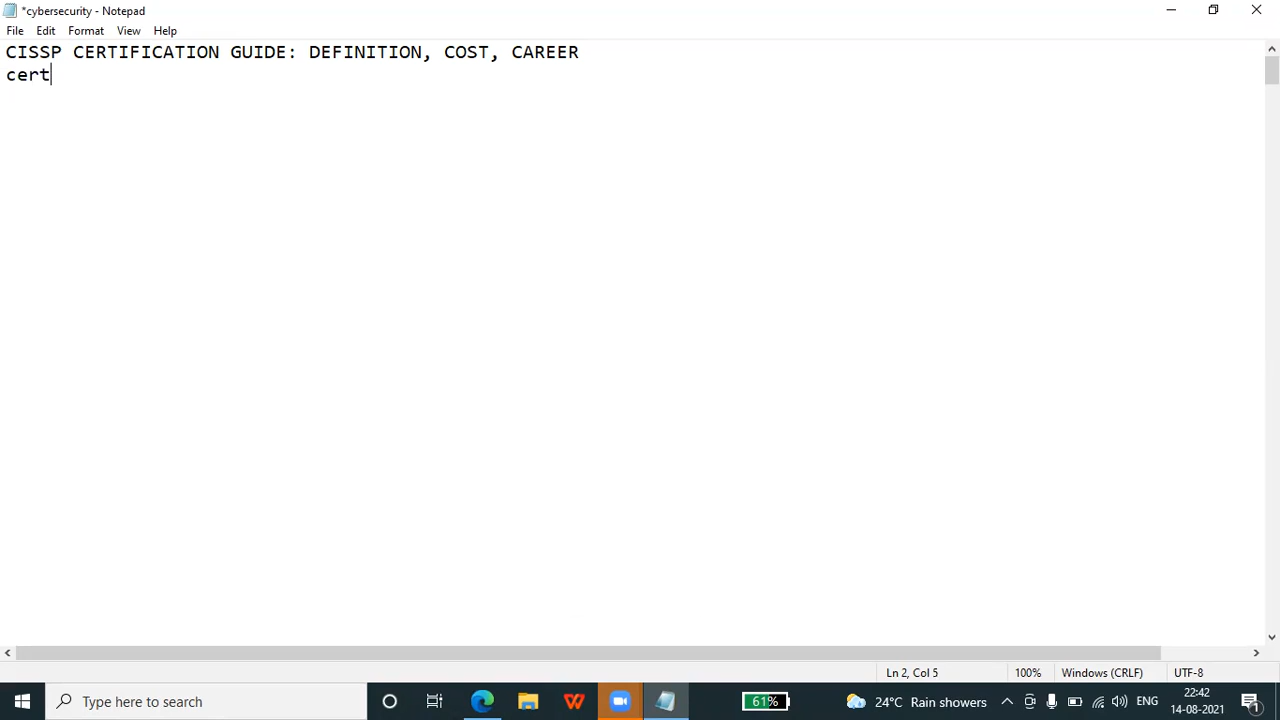 *cybersecurity - Notepad
File Edit Format View Help
CISSP CERTIFICATION GUIDE: DEFINITION, COST, CAREER
cert
Ln 2, Col 5 100% Windows (CRLF) UTF-8
Type here to search W 61% 24°C Rain showers ENG 22:42
14-08-2021 1